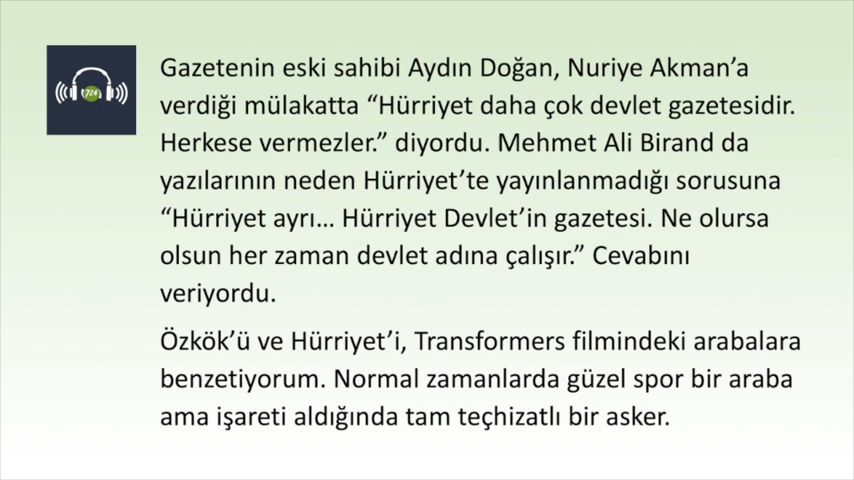 7/24
Gazetenin eski sahibi Aydın Doğan, Nuriye Akman’a
verdiği mülakatta “Hürriyet daha çok devlet gazetesidir.
Herkese vermezler.” diyordu. Mehmet Ali Birand da
yazılarının neden Hürriyet’te yayınlanmadığı sorusuna
“Hürriyet ayrı... Hürriyet Devlet’in gazetesi. Ne olursa
olsun her zaman devlet adına çalışır.” Cevabını
veriyordu.
Özkök’ü ve Hürriyet’i, Transformers filmindeki arabalara
benzetiyorum. Normal zamanlarda güzel spor bir araba
ama işareti aldığında tam teçhizatlı bir asker.